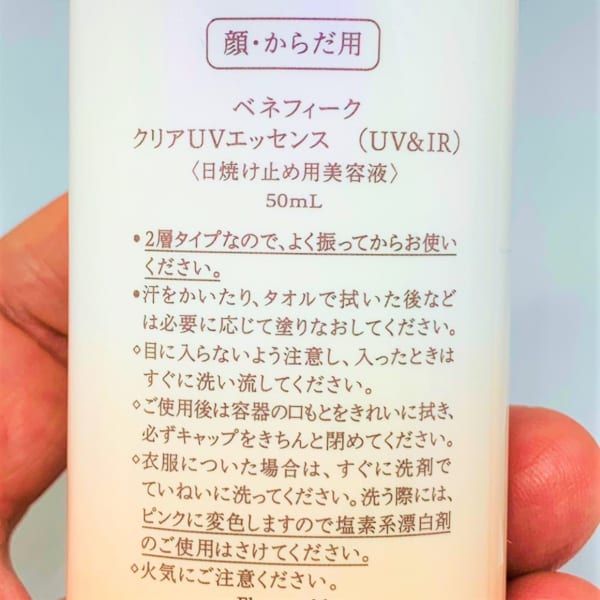 顔・からだ用
ベネフィーク
クリアUVエッセンス (UV&IR)
〈日焼け止め用美容液〉
50mL
•2層タイプなので、よく振ってからお使い
ください。
•汗をかいたり、タオルで拭いた後など
は必要に応じて塗りなおしてください。
◇目に入らないよう注意し、入ったときは
すぐに洗い流してください。
◇ご使用後は容器の口もとをきれいに拭き、
必ずキャップをきちんと閉めてください。
◇衣服についた場合は、すぐに洗剤で
ていねいに洗ってください。洗う際には、
ピンクに変色しますので塩素系漂白剤
のご使用はさけてください。
◇火気にご注意ください。